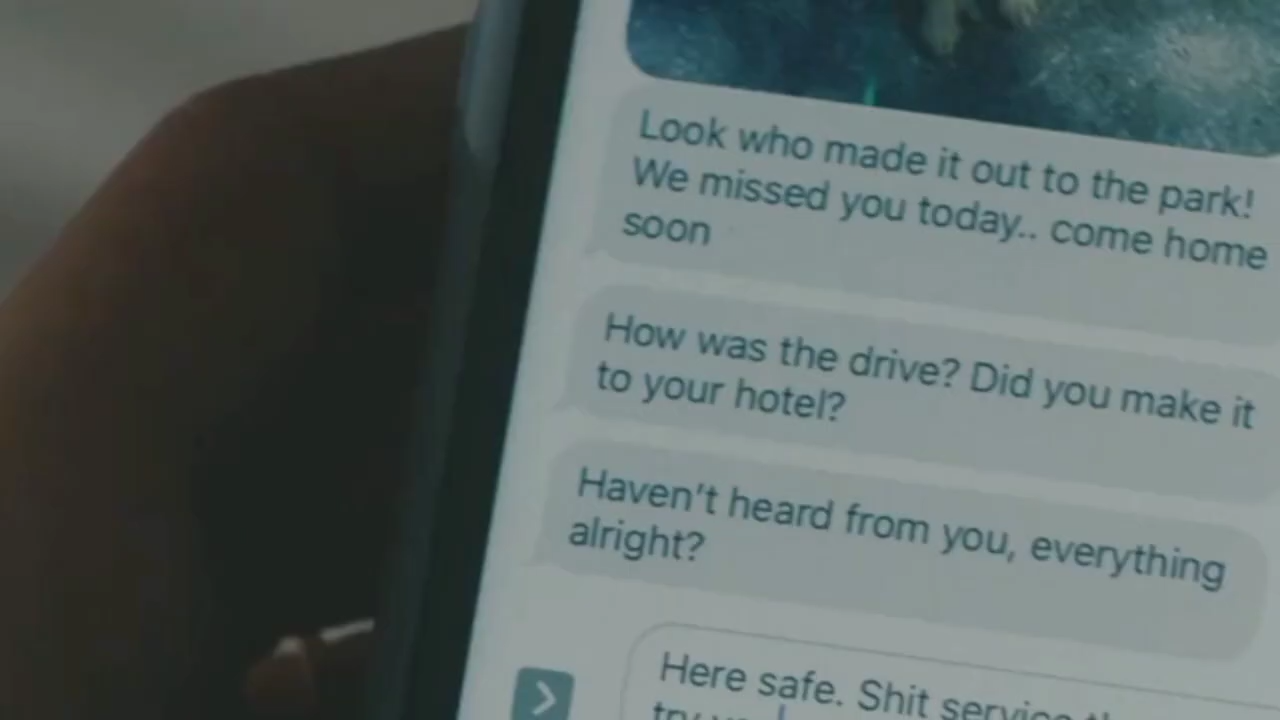 Look who made it out to the park!
We missed you today.. come home
soon
How was the drive? Did you make it
to your hotel?
Haven't heard from you, everything
alright?
Here safe. Shit service
try